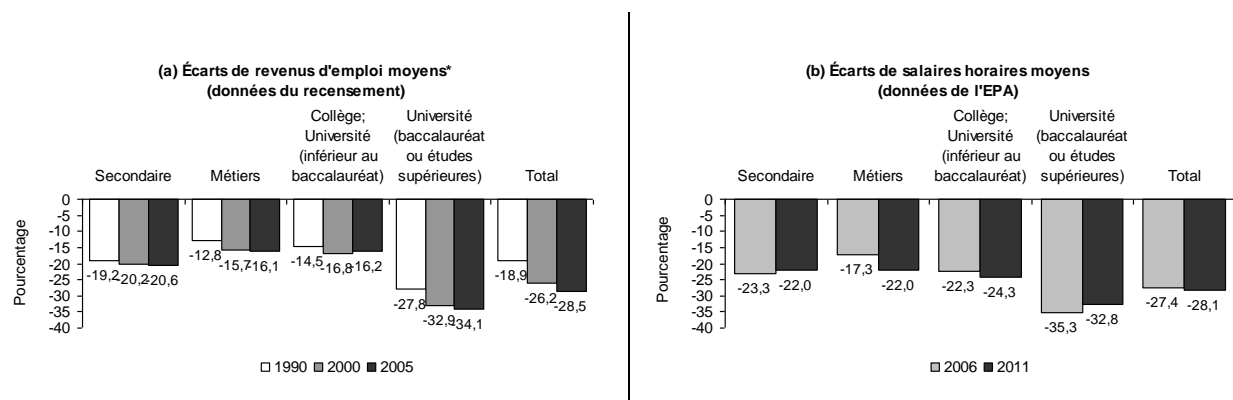 (a) Écarts de revenus d'emploi moyens*
(données du recensement)
Collège;
Université
(inférieur au
baccalauréat)
Université
(baccalauréat
ou études
supérieures)
Secondaire
Métiers
Total
Pourcentage
0
-5
-10
-15
-20
-25
-30
-35
-40
-19,2
-20,2
-20,6
-12,8
-15,7
-16,1
-14,5
-16,8
-16,2
-27,8
-32,9
-34,1
-18,9
-26,2
-28,5
1990 2000 2005
(b) Écarts de salaires horaires moyens
(données de l'EPA)
Collège;
Université
(inférieur au
baccalauréat)
Université
(baccalauréat
ou études
supérieures)
Secondaire
Métiers
Total
Pourcentage
0
-5
-10
-15
-20
-25
-30
-35
-40
-23,3
-22,0
-17,3
-22,0
-22,3
-24,3
-35,3
-32,8
-27,4
-28,1
2006 2011